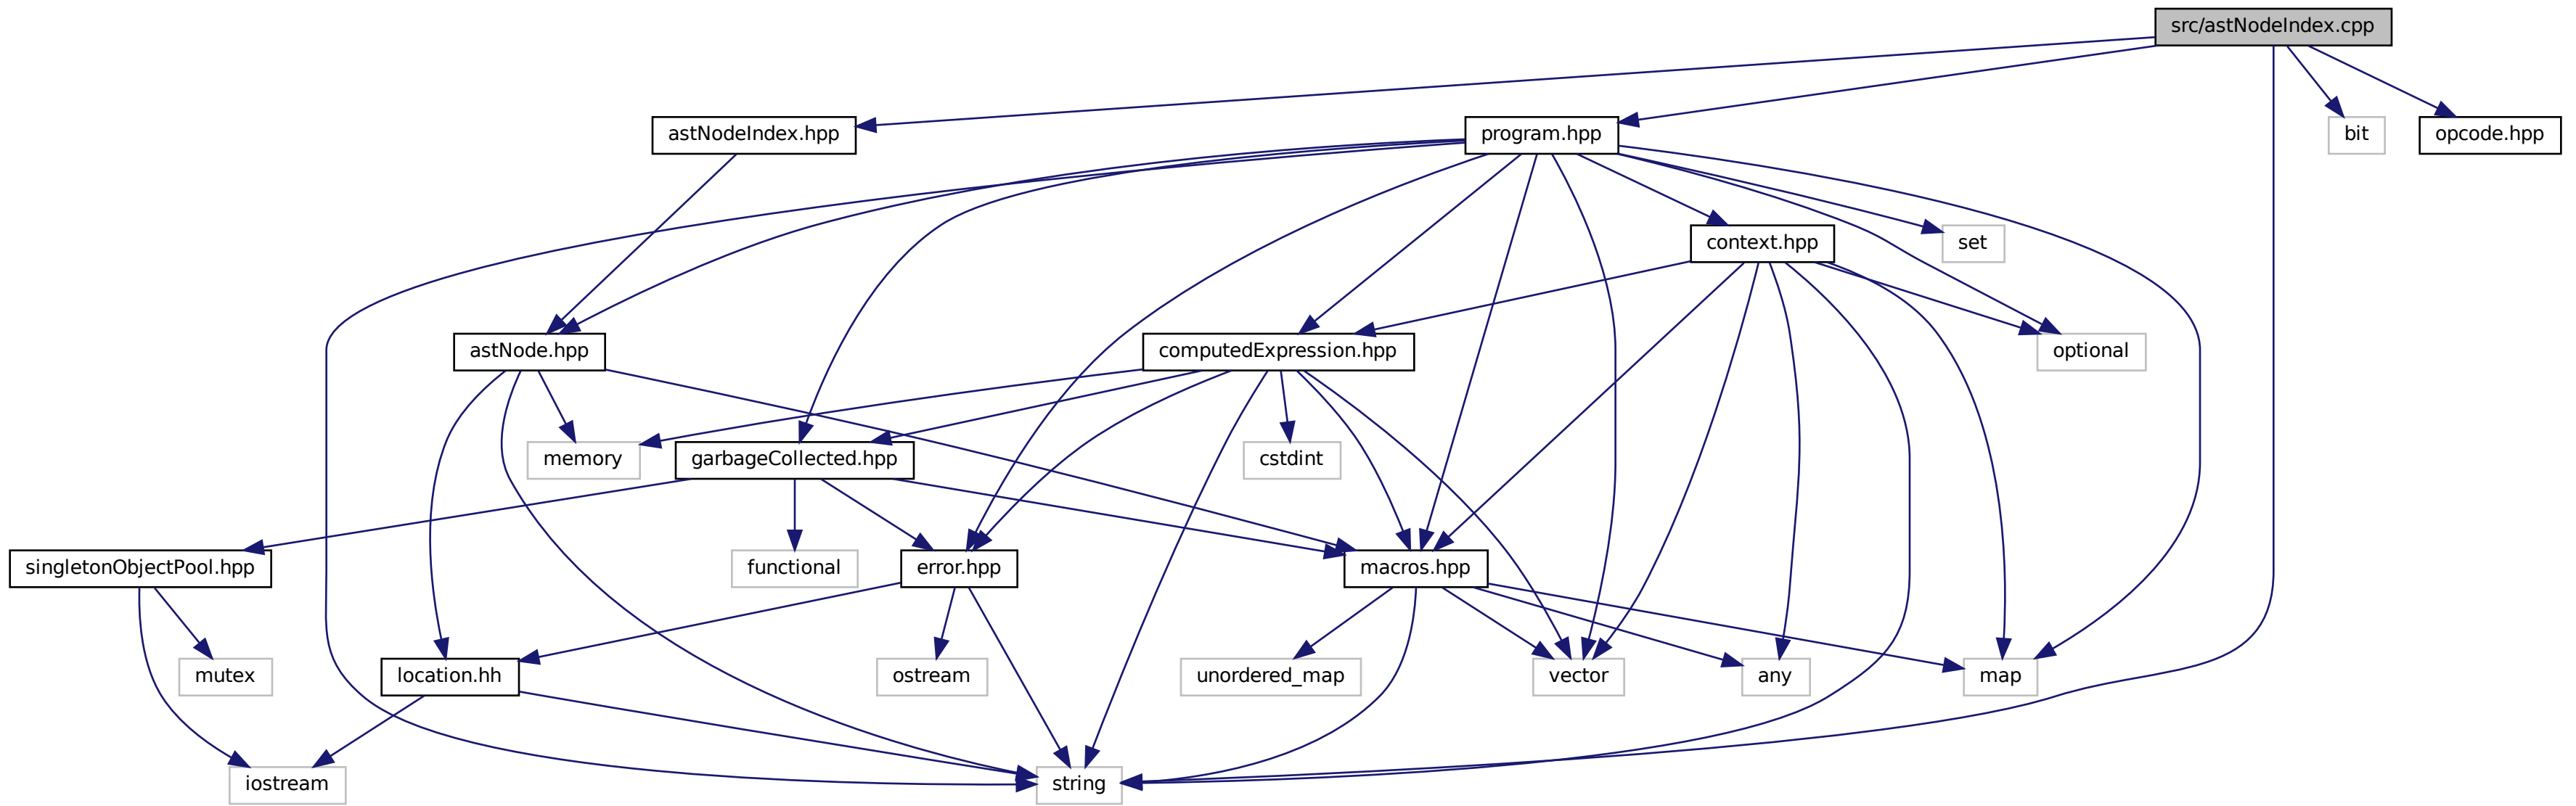 src/astNodeIndex.cpp
astNodeIndex.hpp
program.hpp
bit
opcode.hpp
context.hpp
set
astNode.hpp
computedExpression.hpp
optional
memory
garbageCollected.hpp
cstdint
singletonObjectPool.hpp
functional
error.hpp
macros.hpp
mutex
location.hh
ostream
unordered_map
vector
any
map
iostream
string